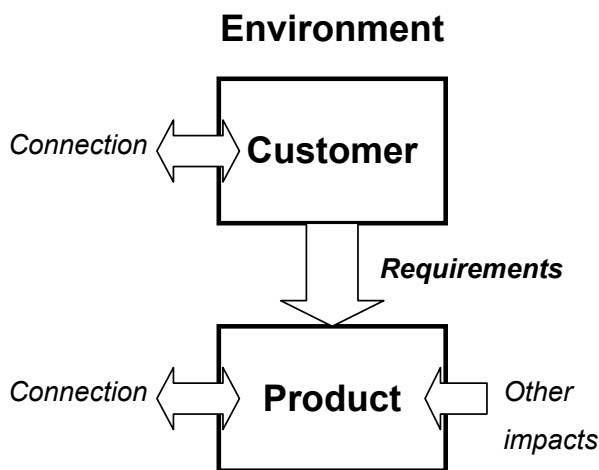 Environment
Connection
Customer
Requirements
Connection
Product
Other
impacts